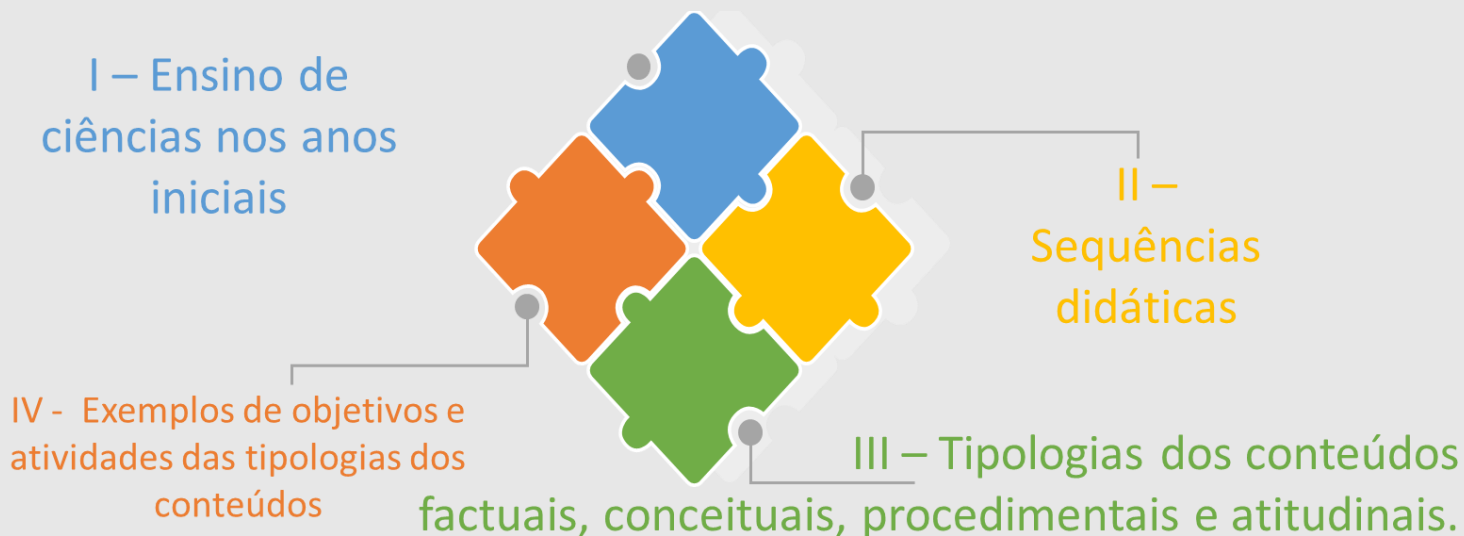 I – Ensino de
ciências nos anos
iniciais
II –
Sequências
didáticas
III – Tipologias dos conteúdos
factuais, conceituais, procedimentais e atitudinais.
IV - Exemplos de objetivos e
atividades das tipologias dos
conteúdos